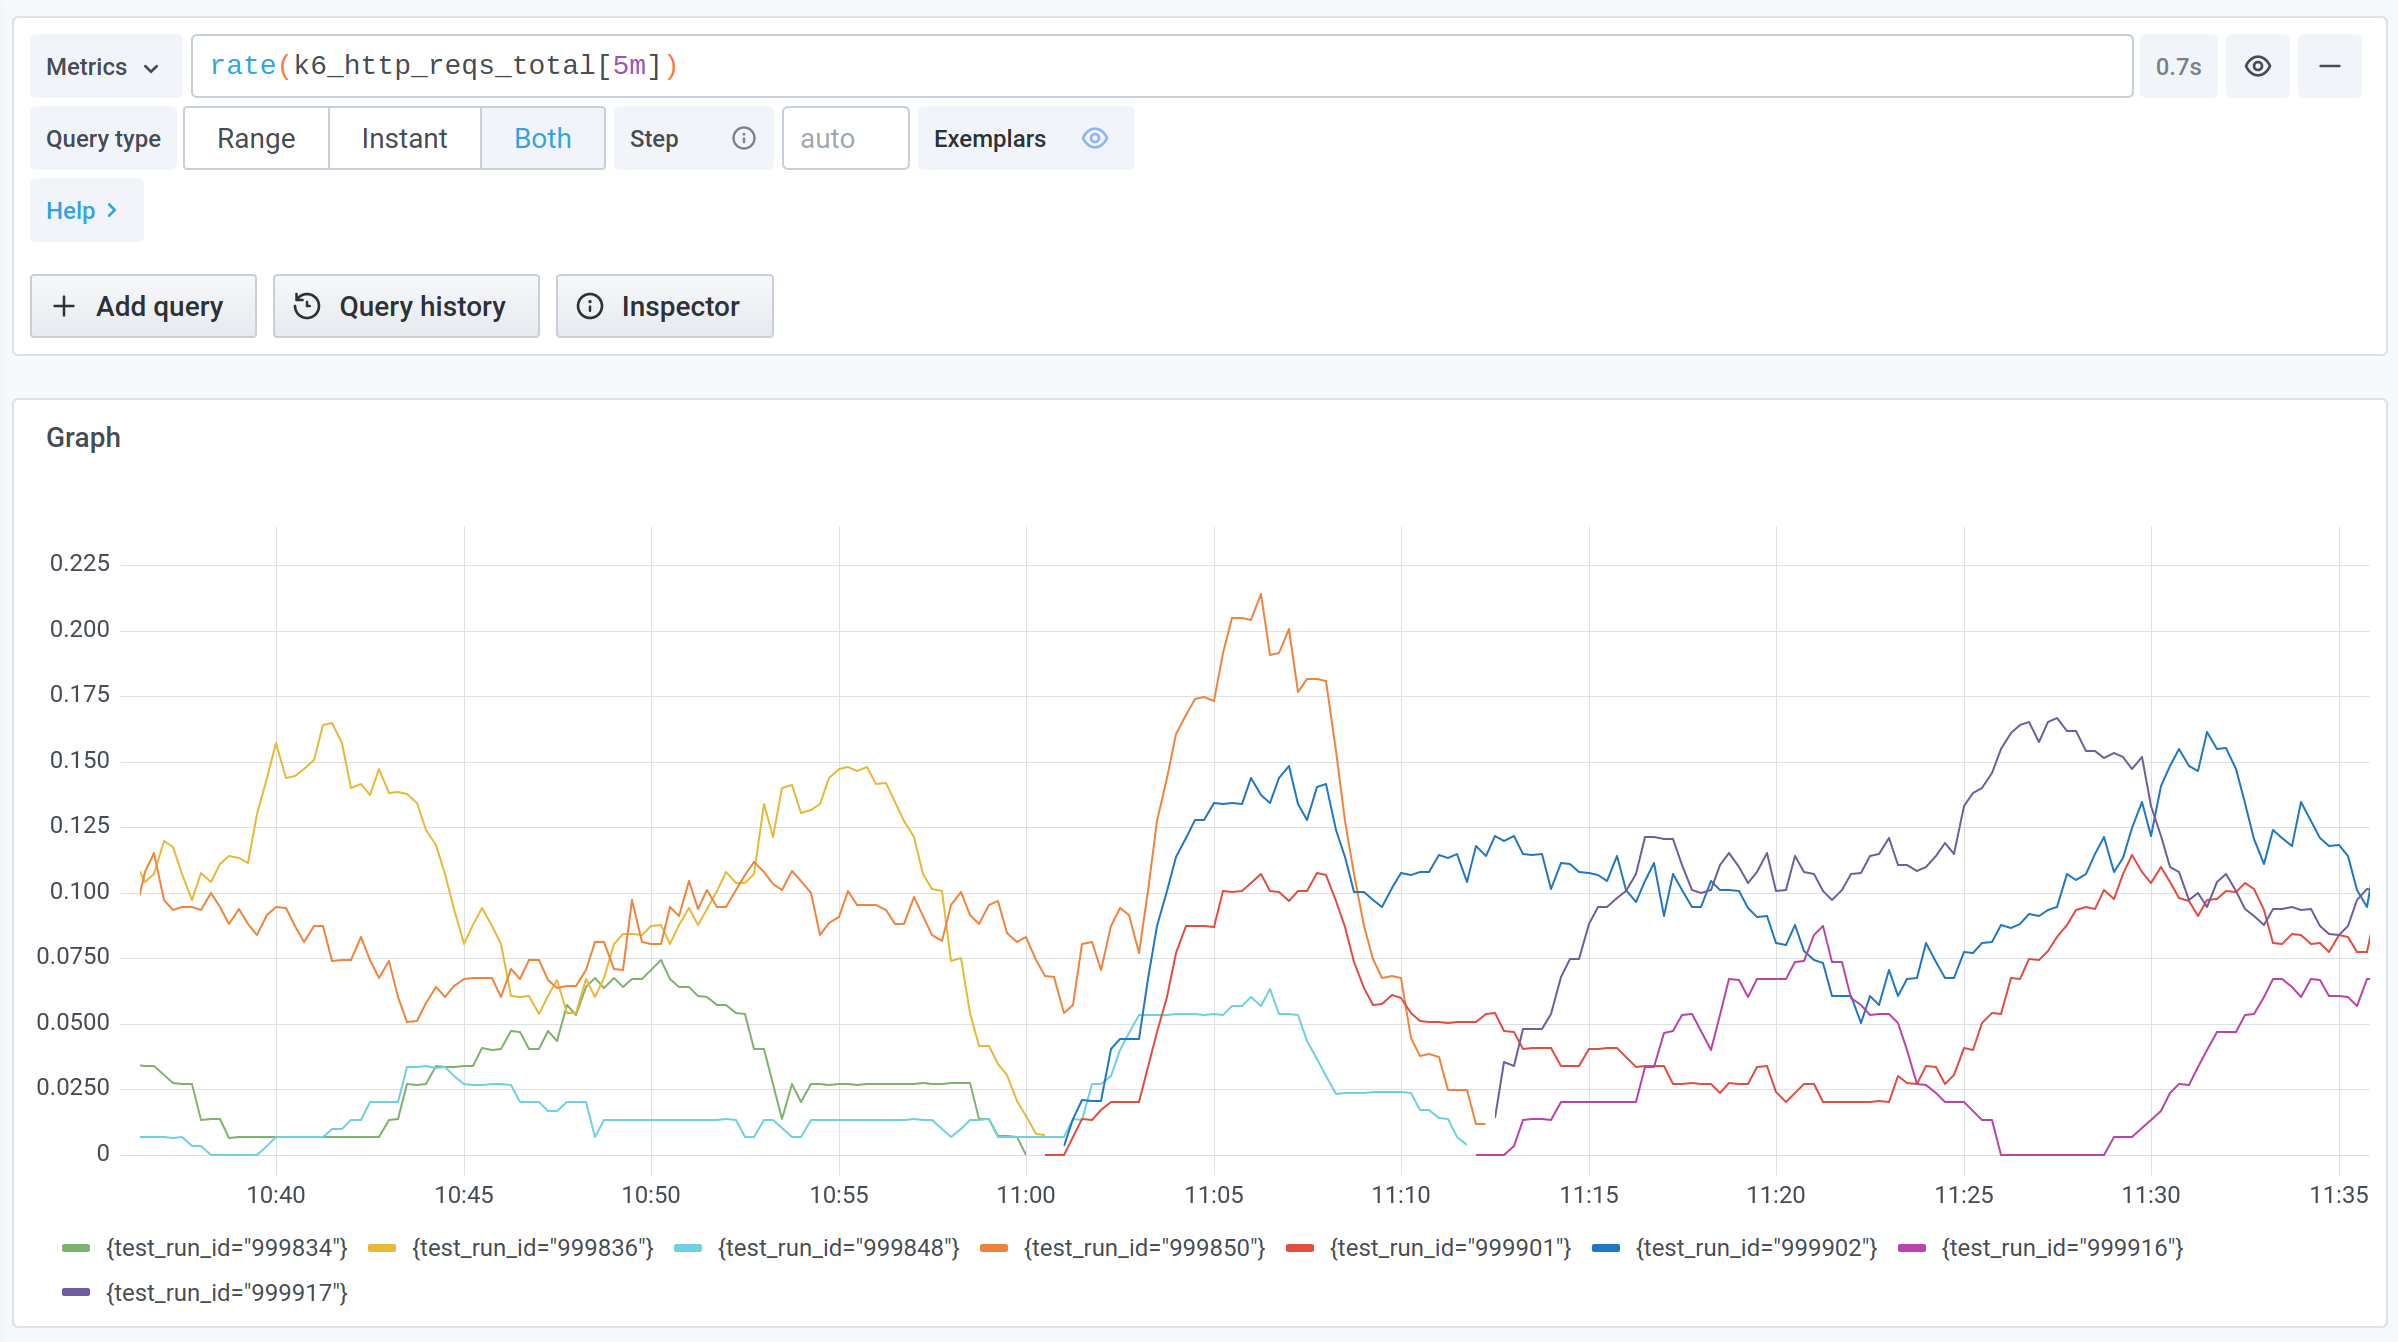 Metrics rate(k6_http_reqs_total[5m]) 0.7s
Query type Range Instant Both Step auto Exemplars
Help
Add query Query history Inspector
Graph
0.225
0.200
0.175
0.150
0.125
0.100
0.0750
0.0500
0.0250
0
10:40 10:45 10:50 10:55 11:00 11:05 11:10 11:15 11:20 11:25 11:30 11:35
{test_run_id="999834"} {test_run_id="999836"} {test_run_id="999848"} {test_run_id="999850"} {test_run_id="999901"} {test_run_id="999902"} {test_run_id="999916"}
{test_run_id="999917"}